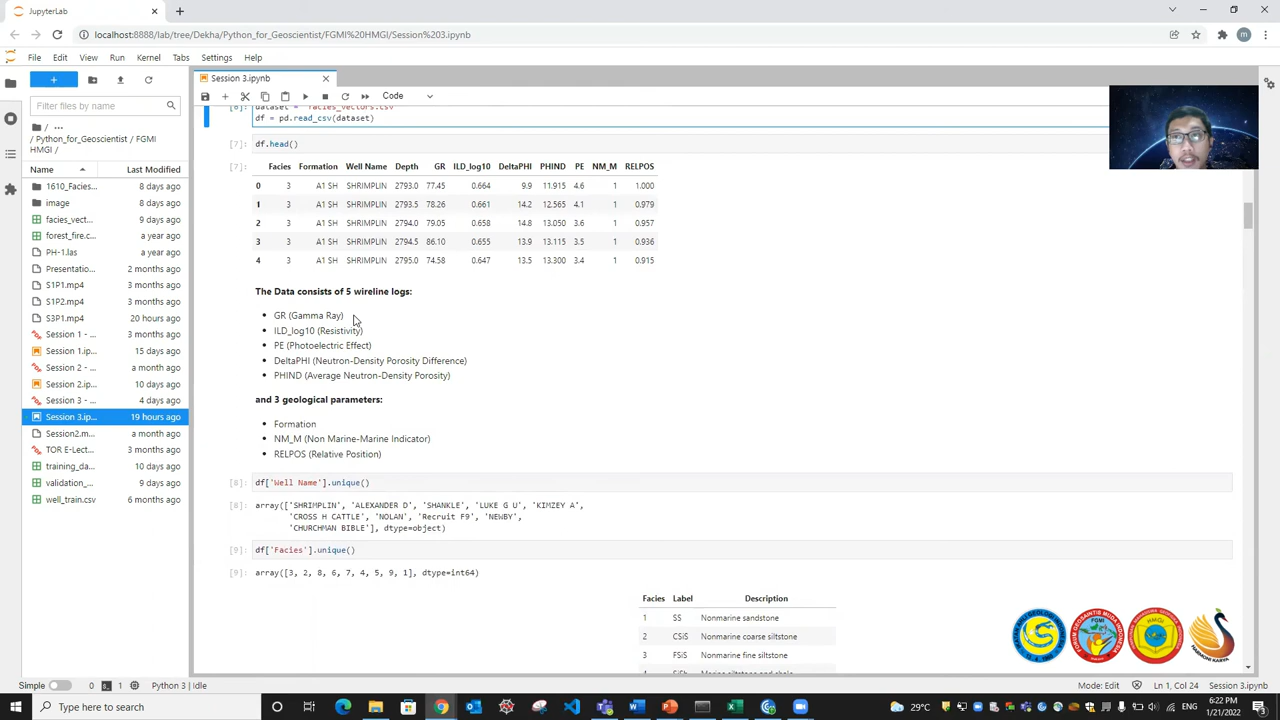 JupyterLab
localhost:8888/lab/tree/Dekha/Python_for_Geoscientist/FGMI%20HMGI/Session%203.ipynb
File Edit View Run Kernel Tabs Settings Help
Session 3.ipynb
Code
Filter files by name
/ ···
/ Python_for_Geoscientist / FGMI
HMGI /
Name Last Modified
1610_Facies... 8 days ago
image 8 days ago
facies_vect... 9 days ago
forest_fire.c... a year ago
PH-1.las a year ago
Presentatio... 2 months ago
S1P1.mp4 3 months ago
S1P2.mp4 3 months ago
S3P1.mp4 20 hours ago
Session 1 -... 3 months ago
Session 1.ip... 15 days ago
Session 2 -... a month ago
Session 2.ip... 10 days ago
Session 3 -... 4 days ago
Session 3.ip... 19 hours ago
Session2.m... a month ago
TOR E-Lect... 3 months ago
training_da... 9 days ago
validation_... 9 days ago
well_train.csv 6 months ago
[6]: dataset = 'facies_vectors.csv'
df = pd.read_csv(dataset)
[7]: df.head()
[7]: Facies Formation Well Name Depth GR ILD_log10 DeltaPHI PHIND PE NM_M RELPOS
0 3 A1 SH SHRIMPLIN 2793.0 77.45 0.664 9.9 11.915 4.6 1 1.000
1 3 A1 SH SHRIMPLIN 2793.5 78.26 0.661 14.2 12.565 4.1 1 0.979
2 3 A1 SH SHRIMPLIN 2794.0 79.05 0.658 14.8 13.050 3.6 1 0.957
3 3 A1 SH SHRIMPLIN 2794.5 86.10 0.655 13.9 13.115 3.5 1 0.936
4 3 A1 SH SHRIMPLIN 2795.0 74.58 0.647 13.5 13.300 3.4 1 0.915
The Data consists of 5 wireline logs:
• GR (Gamma Ray)
• ILD_log10 (Resistivity)
• PE (Photoelectric Effect)
• DeltaPHI (Neutron-Density Porosity Difference)
• PHIND (Average Neutron-Density Porosity)
and 3 geological parameters:
• Formation
• NM_M (Non Marine-Marine Indicator)
• RELPOS (Relative Position)
[8]: df['Well Name'].unique()
[8]: array(['SHRIMPLIN', 'ALEXANDER D', 'SHANKLE', 'LUKE G U', 'KIMZEY A',
'CROSS H CATTLE', 'NOLAN', 'Recruit F9', 'NEWBY',
'CHURCHMAN BIBLE'], dtype=object)
[9]: df['Facies'].unique()
[9]: array([3, 2, 8, 6, 7, 4, 5, 9, 1], dtype=int64)
Facies Label Description
1 SS Nonmarine sandstone
2 CSiS Nonmarine coarse siltstone
3 FSiS Nonmarine fine siltstone
FGMI
HMGI
Simple 0 1 Python 3 | Idle
Mode: Edit Ln 1, Col 24 Session 3.ipynb
Type here to search
29°C
6:22 PM
1/21/2022